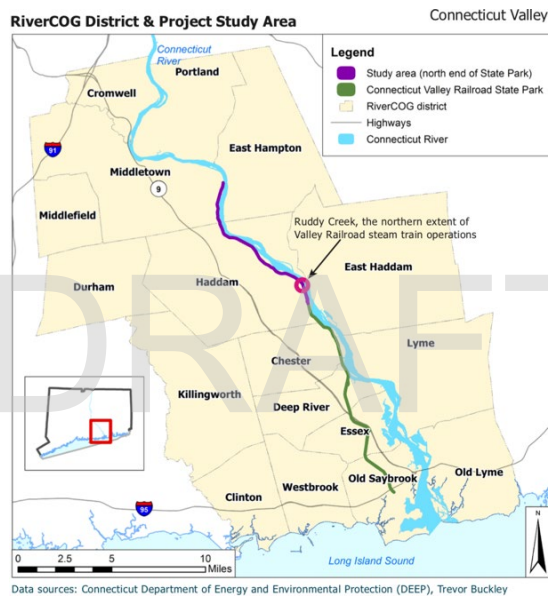 RiverCOG District & Project Study Area
Connecticut Valley
Connecticut
River
Portland
Cromwell
Legend
Study area (north end of State Park)
Connecticut Valley Railroad State Park
RiverCOG district
Highways
Connecticut River
91
East Hampton
Middletown
9
Middlefield
Ruddy Creek, the northern extent of
Valley Railroad steam train operations
East Haddam
Haddam
Durham
DRAFT
Lyme
Chester
Killingworth
Deep River
Essex
Old Saybrook
Old Lyme
Westbrook
Clinton
95
N
0 2.5 5 10
Miles
Long Island Sound
Data sources: Connecticut Department of Energy and Environmental Protection (DEEP), Trevor Buckley